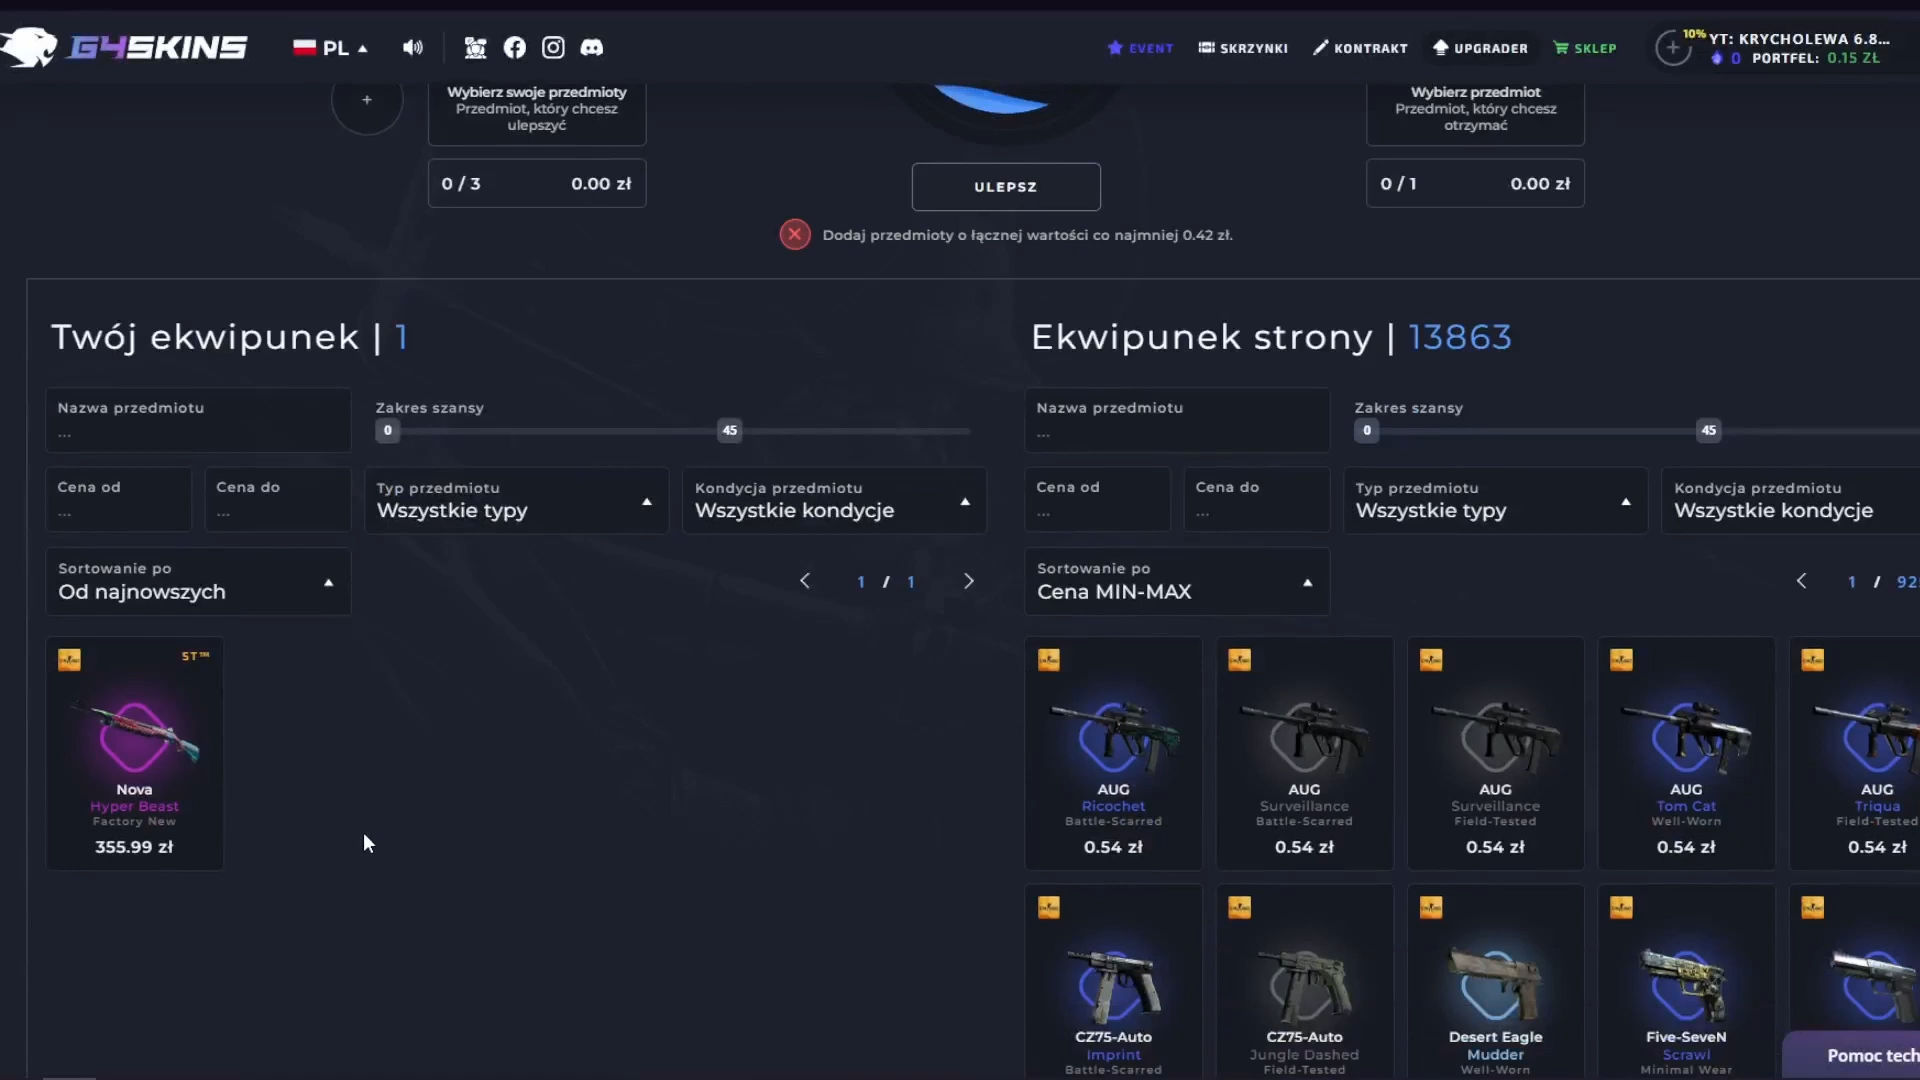 G4SKINS
PL
EVENT
SKRZYNKI
KONTRAKT
UPGRADER
SKLEP
10%
YT: KRYCHOLEWA 6.8...
0 PORTFEL: 0.15 ZŁ
+
Wybierz swoje przedmioty
Przedmiot, który chcesz
ulepszyć
0 / 3 0.00 zł
ULEPSZ
Wybierz przedmiot
Przedmiot, który chcesz
otrzymać
0 / 1 0.00 zł
Dodaj przedmioty o łącznej wartości co najmniej 0.42 zł.
Twój ekwipunek | 1
Nazwa przedmiotu
...
Zakres szansy
0 45
Cena od
...
Cena do
...
Typ przedmiotu
Wszystkie typy
Kondycja przedmiotu
Wszystkie kondycje
Sortowanie po
Od najnowszych
1 / 1
ST™
Nova
Hyper Beast
Factory New
355.99 zł
Ekwipunek strony | 13863
Nazwa przedmiotu
...
Zakres szansy
0 45
Cena od
...
Cena do
...
Typ przedmiotu
Wszystkie typy
Kondycja przedmiotu
Wszystkie kondycje
Sortowanie po
Cena MIN-MAX
1 / 92
AUG
Ricochet
Battle-Scarred
0.54 zł
AUG
Surveillance
Battle-Scarred
0.54 zł
AUG
Surveillance
Field-Tested
0.54 zł
AUG
Tom Cat
Well-Worn
0.54 zł
AUG
Triqua
Field-Tested
0.54 zł
CZ75-Auto
Imprint
Battle-Scarred
CZ75-Auto
Jungle Dashed
Field-Tested
Desert Eagle
Mudder
Well-Worn
Five-SeveN
Scrawl
Minimal Wear
Pomoc tech